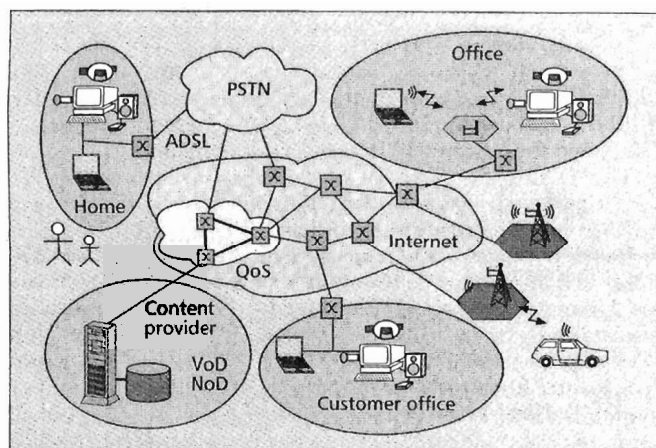 Office
PSTN
ADSL
Home
Internet
QoS
Content
provider
VoD
NoD
Customer office